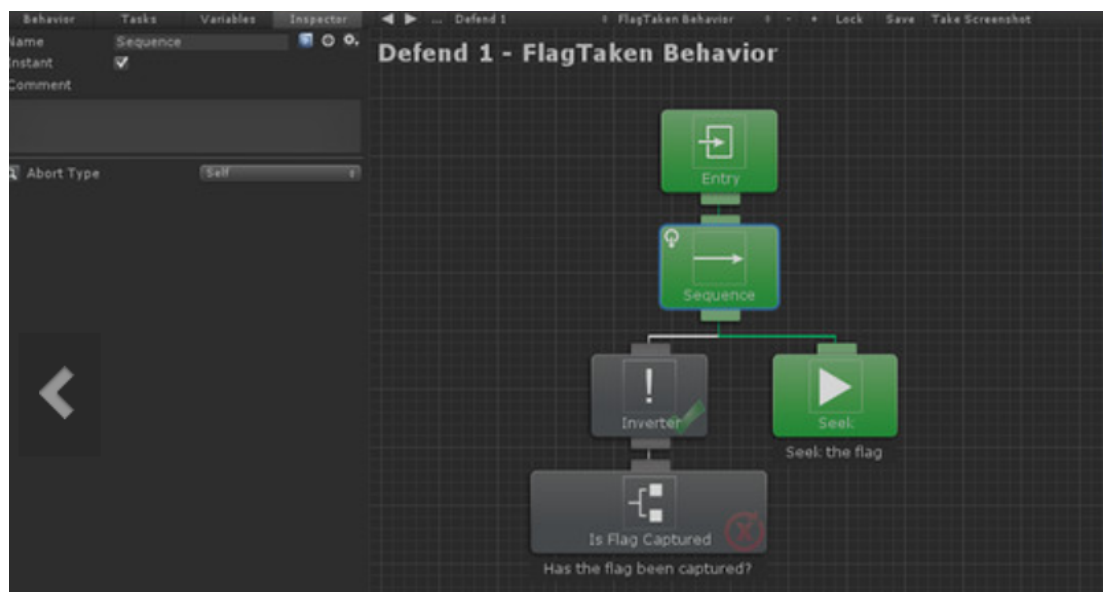 Behavior Tasks Variables Inspector ... Defend 1 FlagTaken Behavior - + Lock Save Take Screenshot
Name Sequence
Instant
Comment
Abort Type Self
Defend 1 - FlagTaken Behavior
Entry
Sequence
Inverter
Seek
Seek the flag
Is Flag Captured
Has the flag been captured?